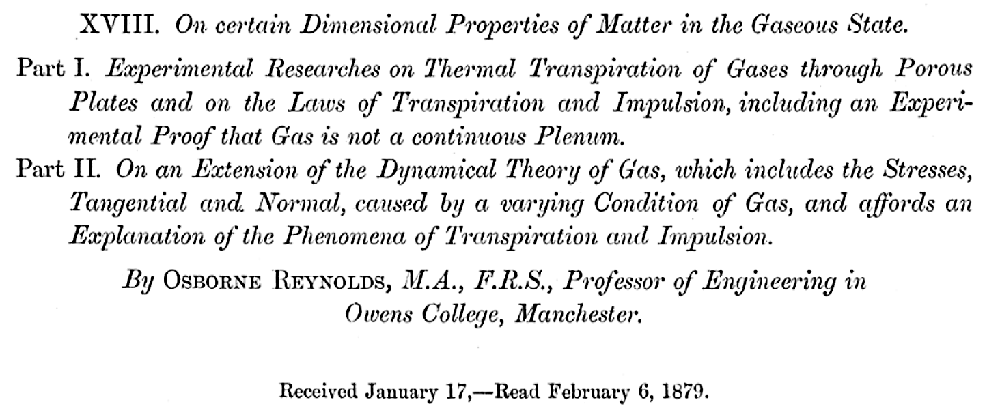 XVIII. On certain Dimensional Properties of Matter in the Gaseous State.
Part I. Experimental Researches on Thermal Transpiration of Gases through Porous
Plates and on the Laws of Transpiration and Impulsion, including an Experi-
mental Proof that Gas is not a continuous Plenum.
Part II. On an Extension of the Dynamical Theory of Gas, which includes the Stresses,
Tangential and Normal, caused by a varying Condition of Gas, and affords an
Explanation of the Phenomena of Transpiration and Impulsion.
By OSBORNE REYNOLDS, M.A., F.R.S., Professor of Engineering in
Owens College, Manchester.
Received January 17,—Read February 6, 1879.